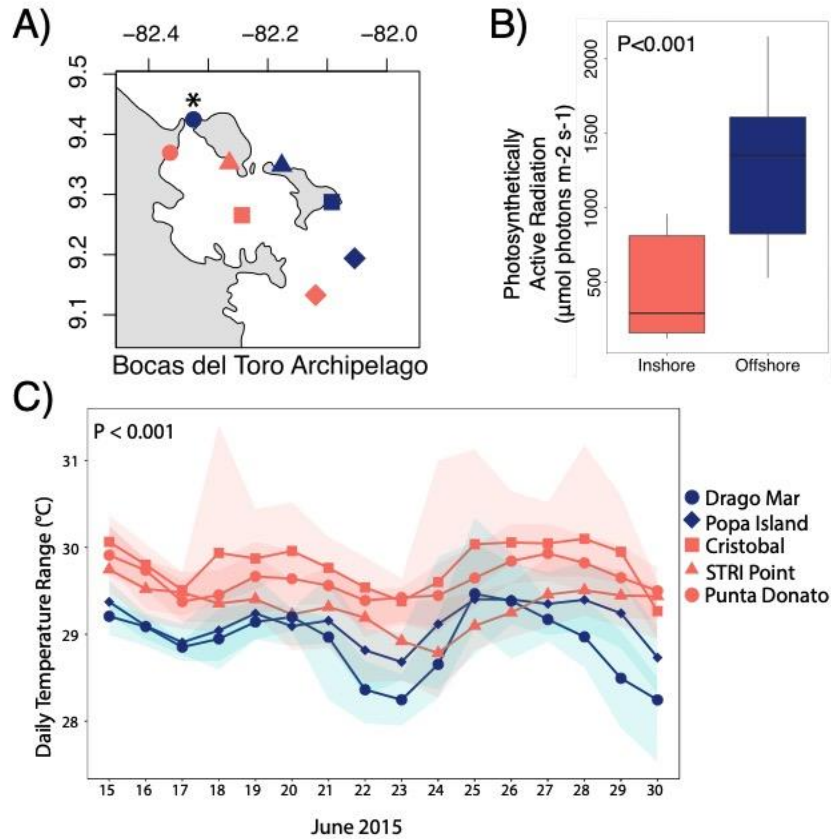 A)
−82.4 −82.2 −82.0
9.5
9.4
9.3
9.2
9.1
*
Bocas del Toro Archipelago
B)
P<0.001
Photosynthetically
Active Radiation
(µmol photons m-2 s-1)
2000
1500
1000
500
Inshore Offshore
C)
P < 0.001
Daily Temperature Range (ºC)
31
30
29
28
15 16 17 18 19 20 21 22 23 24 25 26 27 28 29 30
June 2015
Drago Mar
Popa Island
Cristobal
STRI Point
Punta Donato